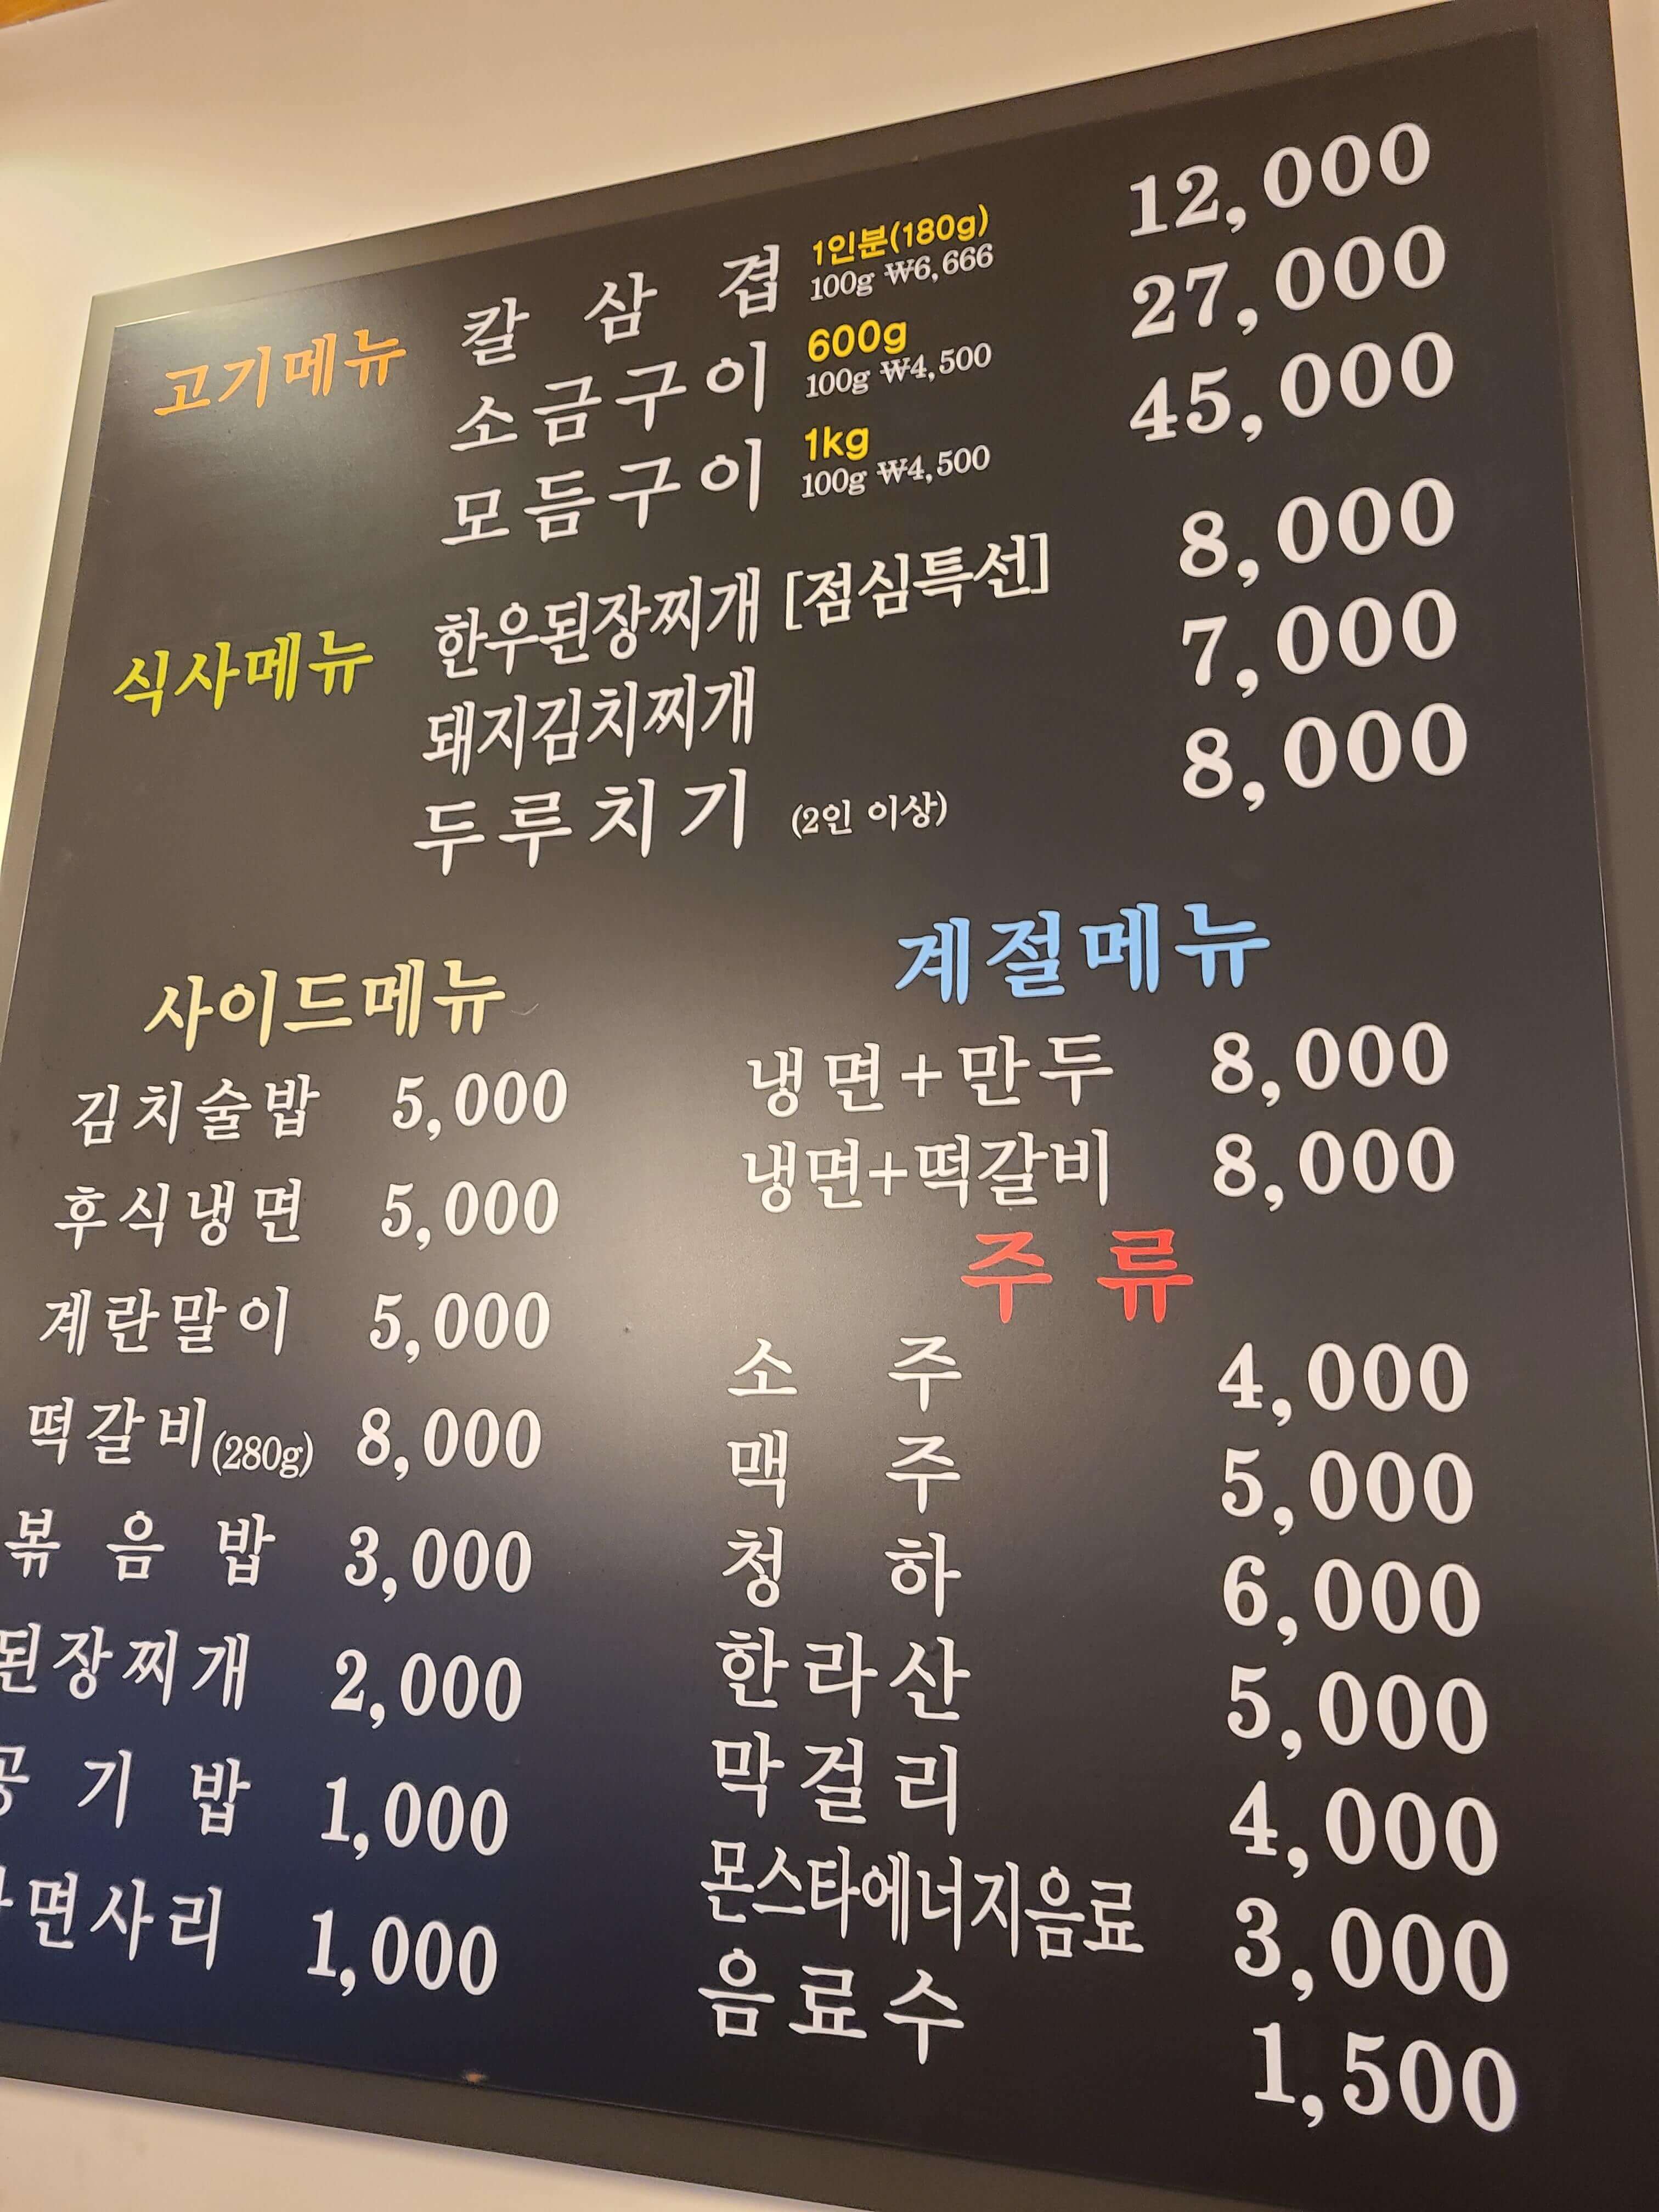 고기메뉴
칼삼겹 1인분(180g) 12,000
100g ₩6,666
소금구이 600g 27,000
100g ₩4,500
모듬구이 1kg 45,000
100g ₩4,500
식사메뉴
한우된장찌개 [점심특선] 8,000
돼지김치찌개 7,000
두루치기 (2인 이상) 8,000
사이드메뉴
김치술밥 5,000
후식냉면 5,000
계란말이 5,000
떡갈비(280g) 8,000
볶음밥 3,000
된장찌개 2,000
공기밥 1,000
면사리 1,000
계절메뉴
냉면+만두 8,000
냉면+떡갈비 8,000
주류
소주 4,000
맥주 5,000
청하 6,000
한라산 5,000
막걸리 4,000
몬스타에너지음료 3,000
음료수 1,500